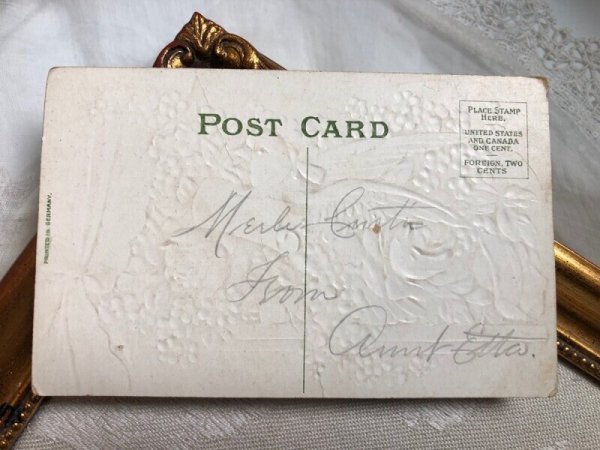 POST CARD
PLACE STAMP
HERE.
UNITED STATES
AND CANADA
ONE CENT.
FOREIGN, TWO
CENTS
PRINTED IN GERMANY.
Merle Curtis
From
Aunt Etta.